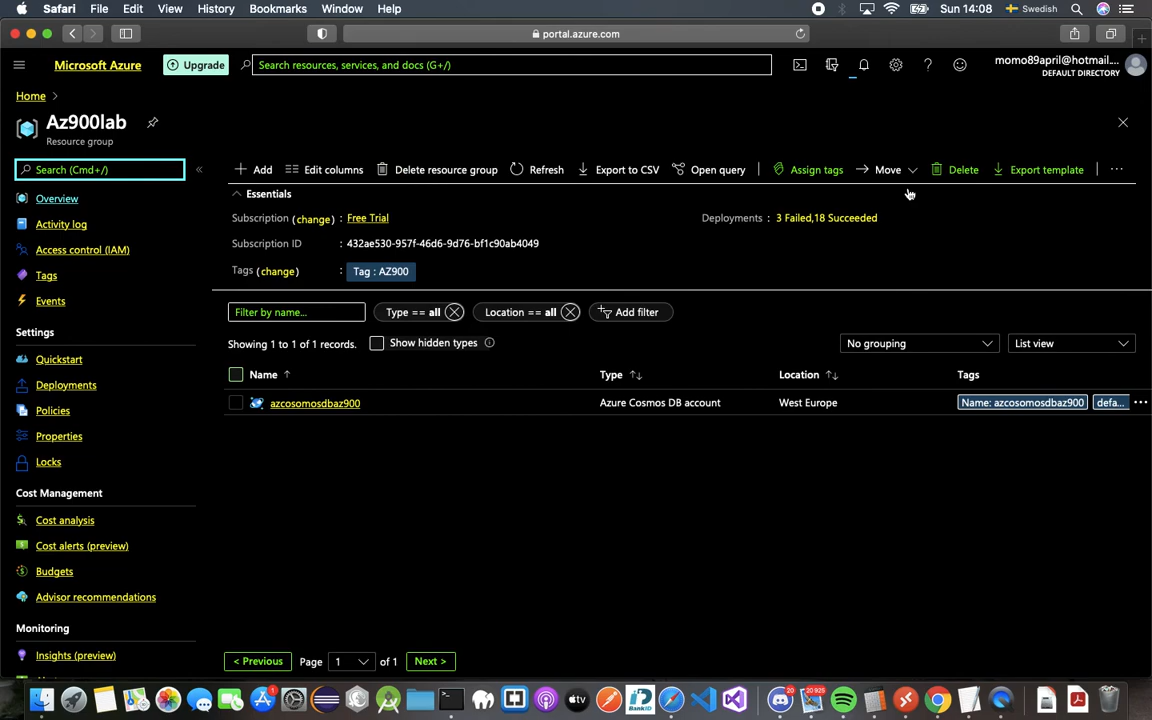 Safari File Edit View History Bookmarks Window Help Sun 14:08 Swedish
portal.azure.com
Microsoft Azure Upgrade Search resources, services, and docs (G+/) momo89april@hotmail....
DEFAULT DIRECTORY
Home >
Az900lab
Resource group
Search (Cmd+/) « + Add Edit columns Delete resource group Refresh Export to CSV Open query Assign tags Move Delete Export template ...
Essentials
Overview Subscription (change) : Free Trial Deployments : 3 Failed,18 Succeeded
Activity log
Subscription ID : 432ae530-957f-46d6-9d76-bf1c90ab4049
Access control (IAM)
Tags Tags (change) : Tag : AZ900
Events
Filter by name... Type == all Location == all Add filter
Settings
Showing 1 to 1 of 1 records. Show hidden types No grouping List view
Quickstart
Name ↑ Type ↑↓ Location ↑↓ Tags
Deployments
azcosomosdbaz900 Azure Cosmos DB account West Europe Name: azcosomosdbaz900 defa... ...
Policies
Properties
Locks
Cost Management
Cost analysis
Cost alerts (preview)
Budgets
Advisor recommendations
Monitoring
Insights (preview)
< Previous Page 1 of 1 Next >